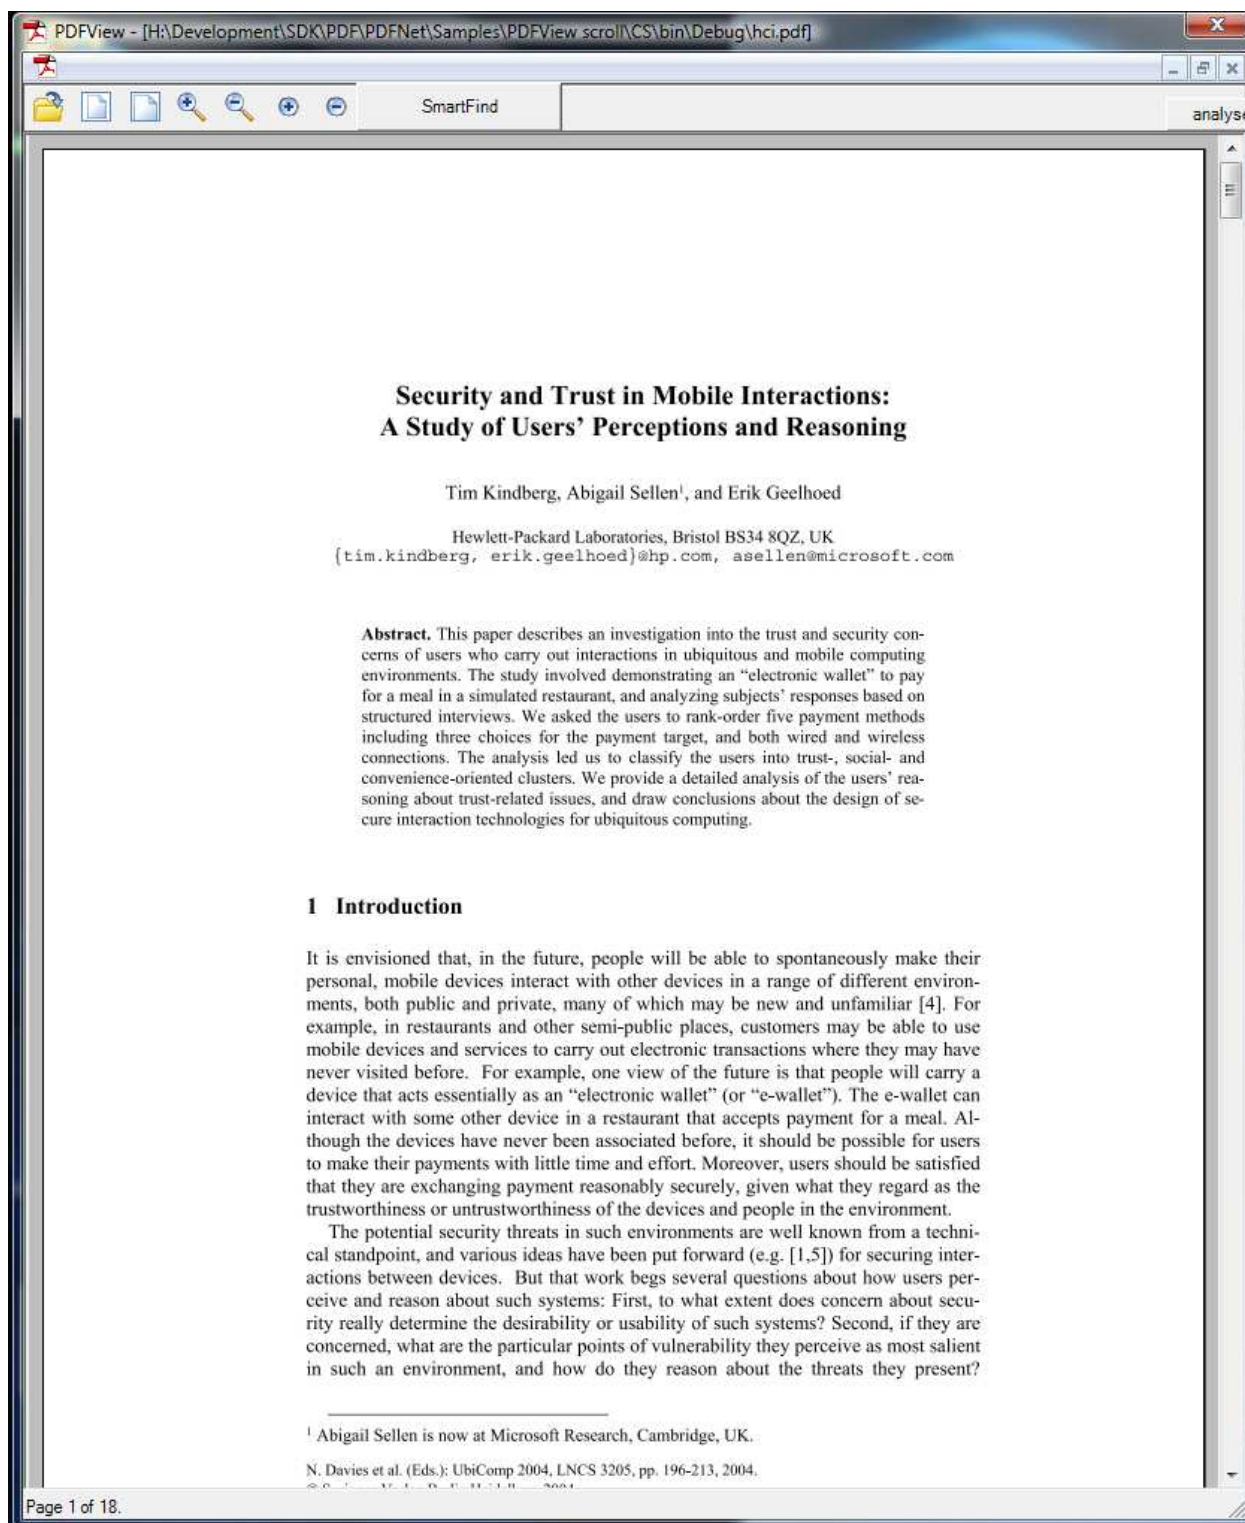 PDFView - [H:\Development\SDK\PDF\PDFNet\Samples\PDFView scroll\CS\bin\Debug\hci.pdf]
SmartFind
analyse
Security and Trust in Mobile Interactions:
A Study of Users’ Perceptions and Reasoning
Tim Kindberg, Abigail Sellen¹, and Erik Geelhoed
Hewlett-Packard Laboratories, Bristol BS34 8QZ, UK
{tim.kindberg, erik.geelhoed}@hp.com, asellen@microsoft.com
Abstract. This paper describes an investigation into the trust and security con-
cerns of users who carry out interactions in ubiquitous and mobile computing
environments. The study involved demonstrating an “electronic wallet” to pay
for a meal in a simulated restaurant, and analyzing subjects’ responses based on
structured interviews. We asked the users to rank-order five payment methods
including three choices for the payment target, and both wired and wireless
connections. The analysis led us to classify the users into trust-, social- and
convenience-oriented clusters. We provide a detailed analysis of the users’ rea-
soning about trust-related issues, and draw conclusions about the design of se-
cure interaction technologies for ubiquitous computing.
1 Introduction
It is envisioned that, in the future, people will be able to spontaneously make their
personal, mobile devices interact with other devices in a range of different environ-
ments, both public and private, many of which may be new and unfamiliar [4]. For
example, in restaurants and other semi-public places, customers may be able to use
mobile devices and services to carry out electronic transactions where they may have
never visited before. For example, one view of the future is that people will carry a
device that acts essentially as an “electronic wallet” (or “e-wallet”). The e-wallet can
interact with some other device in a restaurant that accepts payment for a meal. Al-
though the devices have never been associated before, it should be possible for users
to make their payments with little time and effort. Moreover, users should be satisfied
that they are exchanging payment reasonably securely, given what they regard as the
trustworthiness or untrustworthiness of the devices and people in the environment.
The potential security threats in such environments are well known from a techni-
cal standpoint, and various ideas have been put forward (e.g. [1,5]) for securing inter-
actions between devices. But that work begs several questions about how users per-
ceive and reason about such systems: First, to what extent does concern about secu-
rity really determine the desirability or usability of such systems? Second, if they are
concerned, what are the particular points of vulnerability they perceive as most salient
in such an environment, and how do they reason about the threats they present?
¹ Abigail Sellen is now at Microsoft Research, Cambridge, UK.
N. Davies et al. (Eds.): UbiComp 2004, LNCS 3205, pp. 196-213, 2004.
Page 1 of 18.